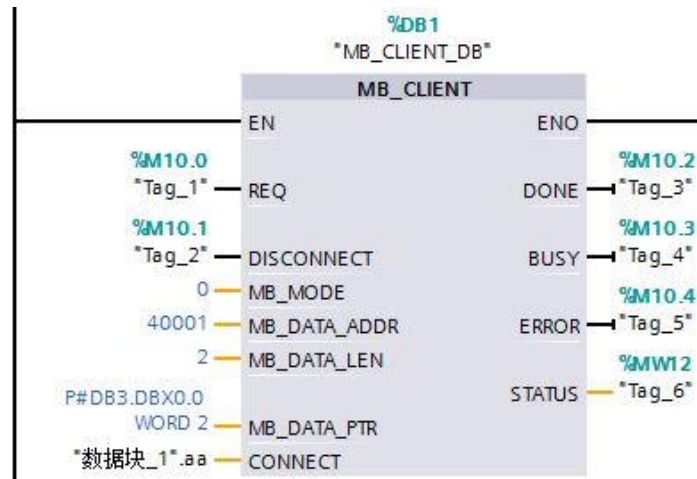 %DB1
"MB_CLIENT_DB"
MB_CLIENT
EN ENO
%M10.0 %M10.2
"Tag_1" REQ DONE "Tag_3"
%M10.1 %M10.3
"Tag_2" DISCONNECT BUSY "Tag_4"
0 MB_MODE %M10.4
40001 MB_DATA_ADDR ERROR "Tag_5"
2 MB_DATA_LEN %MW12
STATUS "Tag_6"
P#DB3.DBX0.0
WORD 2 MB_DATA_PTR
"数据块_1".aa CONNECT